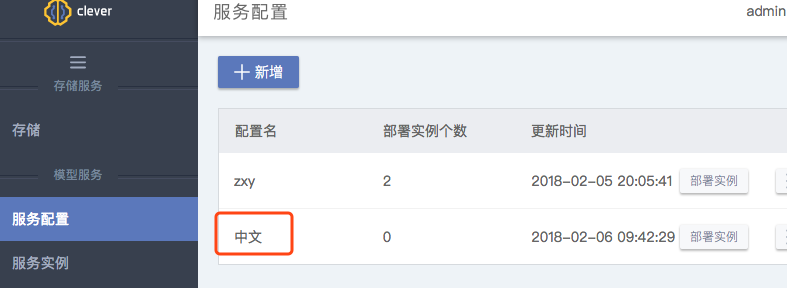 clever
服务配置
admin
存储服务
新增
存储
配置名 部署实例个数 更新时间
模型服务
zxy 2 2018-02-05 20:05:41 部署实例
服务配置
中文 0 2018-02-06 09:42:29 部署实例
服务实例